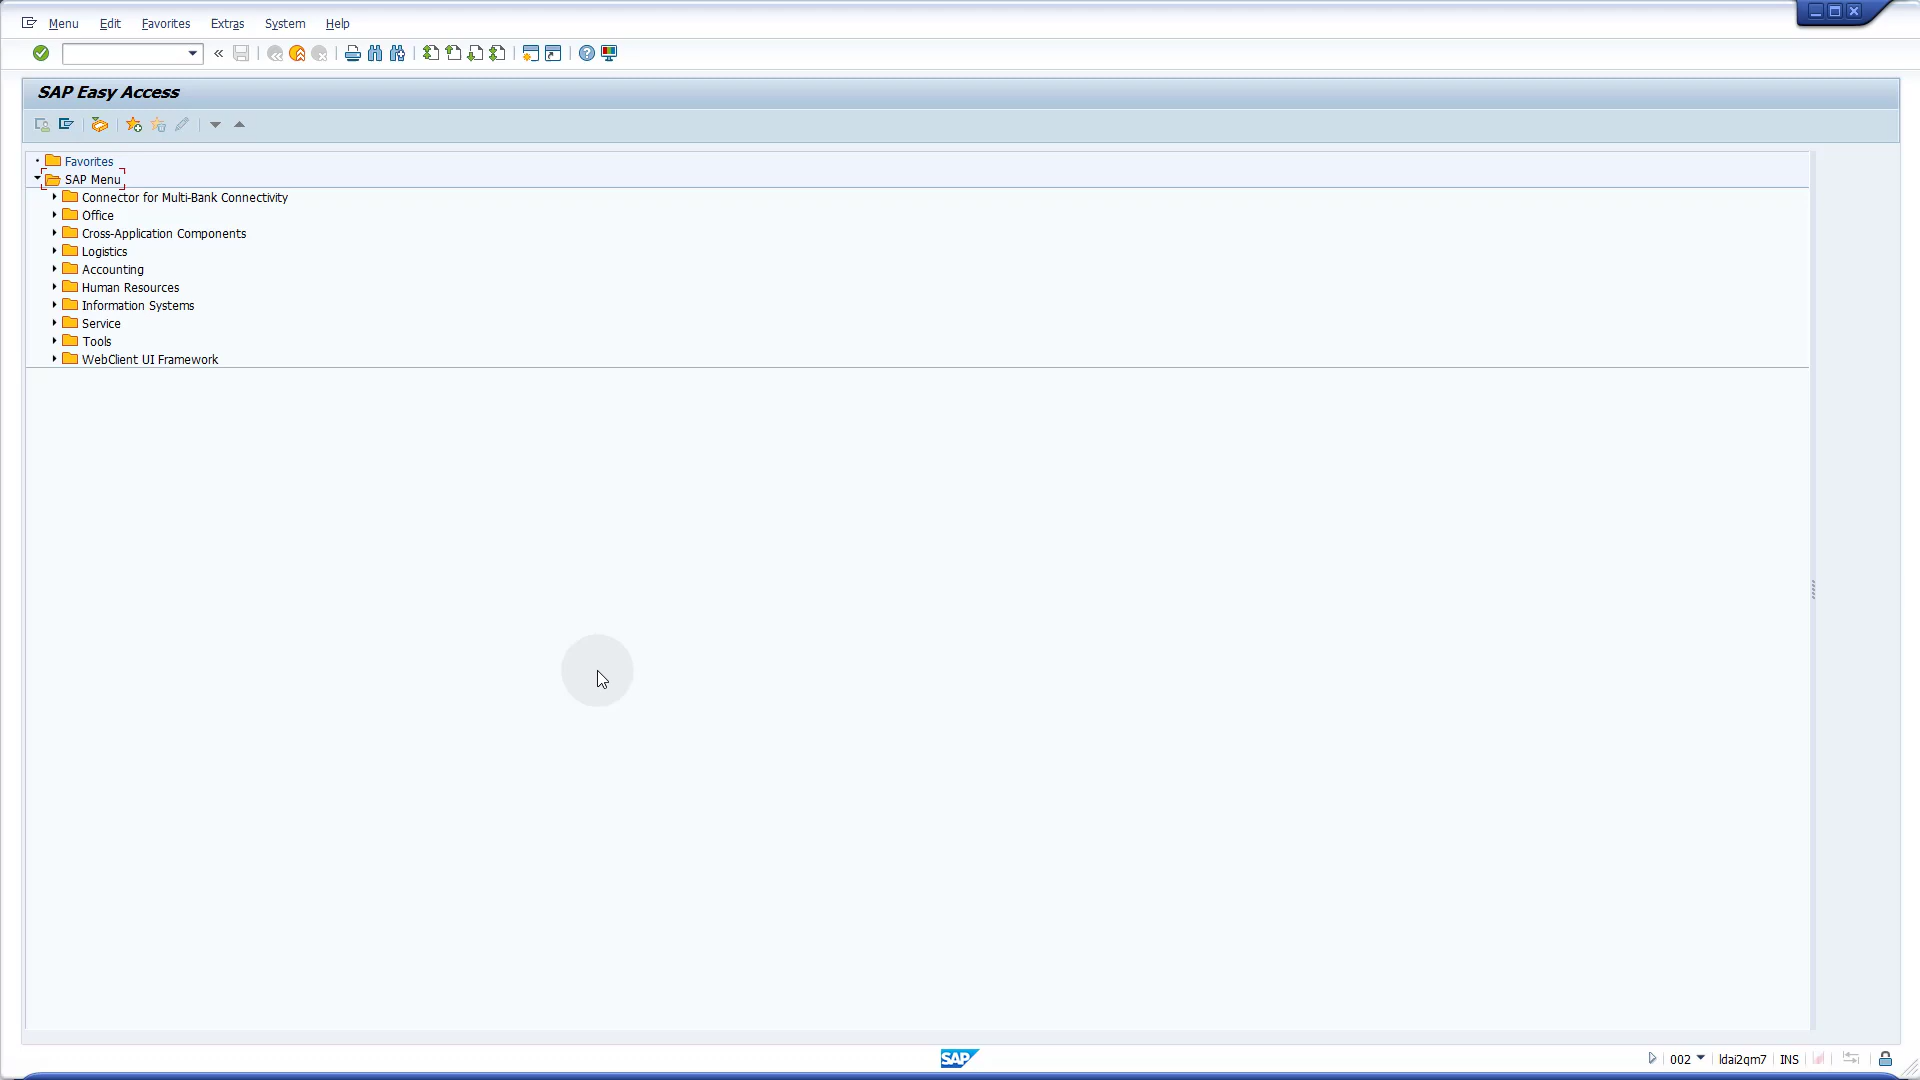 Menu Edit Favorites Extras System Help
SAP Easy Access
Favorites
SAP Menu
Connector for Multi-Bank Connectivity
Office
Cross-Application Components
Logistics
Accounting
Human Resources
Information Systems
Service
Tools
WebClient UI Framework
SAP 002 ldai2qm7 INS